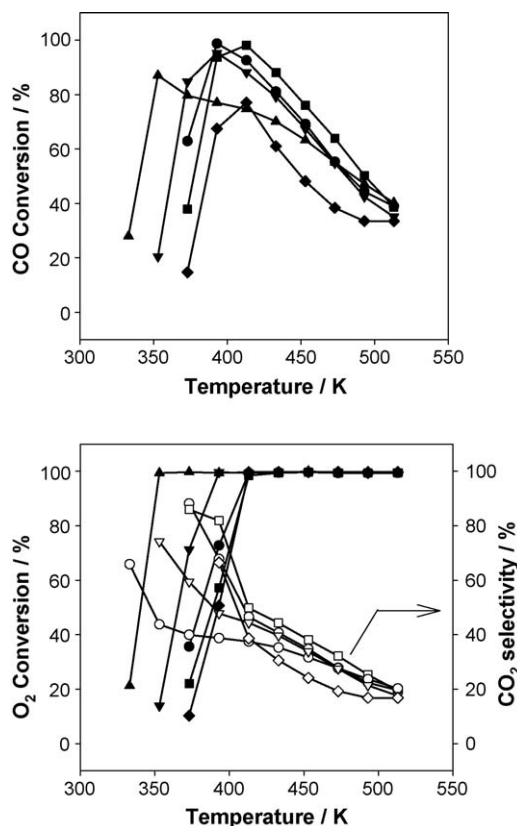 100
80
60
40
20
0
CO Conversion / %
300 350 400 450 500 550
Temperature / K
100 100
80 80
60 60
40 40
20 20
0 0
O₂ Conversion / %
CO₂ selectivity / %
300 350 400 450 500 550
Temperature / K